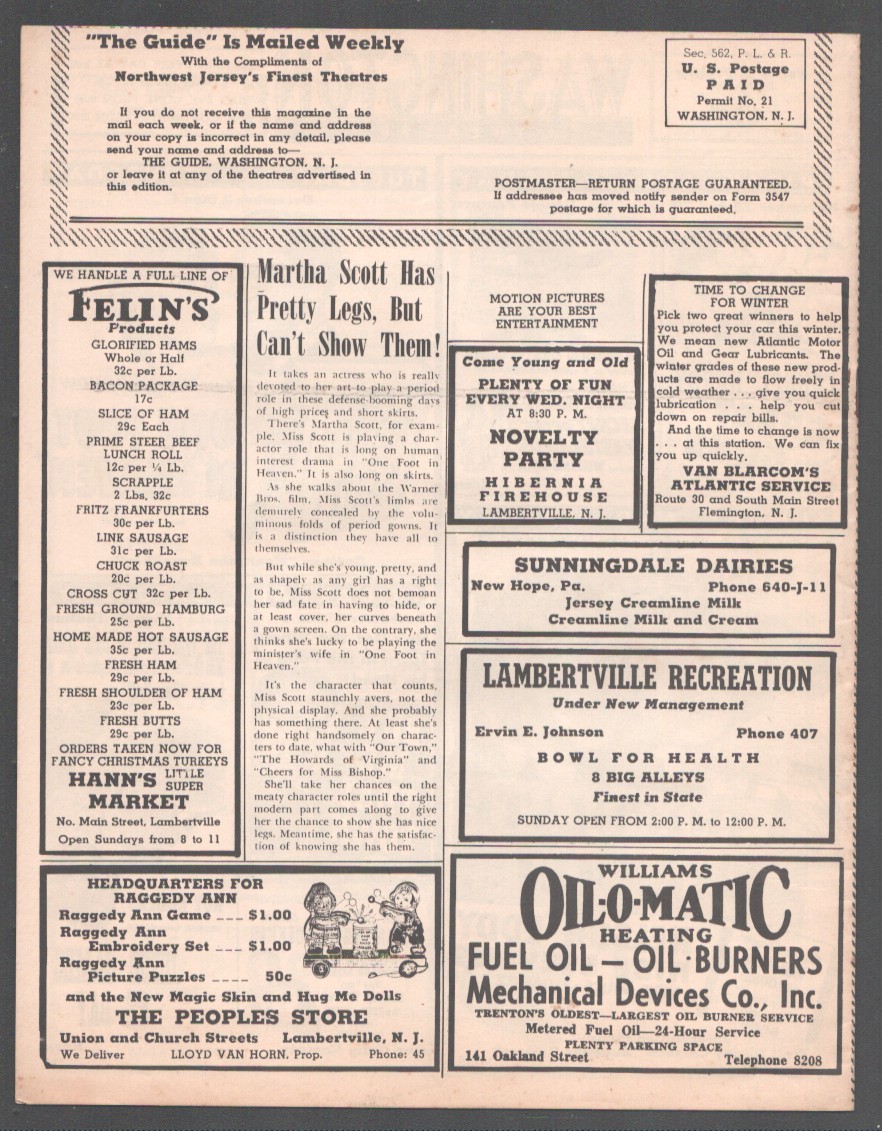 "The Guide" Is Mailed Weekly
With the Compliments of
Northwest Jersey's Finest Theatres
If you do not receive this magazine in the
mail each week, or if the name and address
on your copy is incorrect in any detail, please
send your name and address to—
THE GUIDE, WASHINGTON, N. J.
or leave it at any of the theatres advertised in
this edition.
Sec. 562, P. L. & R.
U. S. Postage
PAID
Permit No. 21
WASHINGTON, N. J.
POSTMASTER—RETURN POSTAGE GUARANTEED.
If addressee has moved notify sender on Form 3547
postage for which is guaranteed.
WE HANDLE A FULL LINE OF
FELIN'S
Products
GLORIFIED HAMS
Whole or Half
32c per Lb.
BACON PACKAGE
17c
SLICE OF HAM
29c Each
PRIME STEER BEEF
LUNCH ROLL
12c per ¼ Lb.
SCRAPPLE
2 Lbs. 32c
FRITZ FRANKFURTERS
30c per Lb.
LINK SAUSAGE
31c per Lb.
CHUCK ROAST
20c per Lb.
CROSS CUT 32c per Lb.
FRESH GROUND HAMBURG
25c per Lb.
HOME MADE HOT SAUSAGE
35c per Lb.
FRESH HAM
29c per Lb.
FRESH SHOULDER OF HAM
23c per Lb.
FRESH BUTTS
29c per Lb.
ORDERS TAKEN NOW FOR
FANCY CHRISTMAS TURKEYS
HANN'S LITTLE SUPER
MARKET
No. Main Street, Lambertville
Open Sundays from 8 to 11
Martha Scott Has
Pretty Legs, But
Can't Show Them!
It takes an actress who is really
devoted to her art to play a period
role in these defense-booming days
of high prices and short skirts.
There's Martha Scott, for exam-
ple. Miss Scott is playing a char-
acter role that is long on human
interest drama in "One Foot in
Heaven." It is also long on skirts.
As she walks about the Warner
Bros. film, Miss Scott's limbs are
demurely concealed by the volu-
minous folds of period gowns. It
is a distinction they have all to
themselves.
But while she's young, pretty, and
as shapely as any girl has a right
to be, Miss Scott does not bemoan
her sad fate in having to hide, or
at least cover, her curves beneath
a gown screen. On the contrary, she
thinks she's lucky to be playing the
minister's wife in "One Foot in
Heaven."
It's the character that counts,
Miss Scott staunchly avers, not the
physical display. And she probably
has something there. At least she's
done right handsomely on charac-
ters to date, what with "Our Town,"
"The Howards of Virginia" and
"Cheers for Miss Bishop."
She'll take her chances on the
meaty character roles until the right
modern part comes along to give
her the chance to show she has nice
legs. Meantime, she has the satisfac-
tion of knowing she has them.
MOTION PICTURES
ARE YOUR BEST
ENTERTAINMENT
Come Young and Old
PLENTY OF FUN
EVERY WED. NIGHT
AT 8:30 P. M.
NOVELTY
PARTY
HIBERNIA
FIREHOUSE
LAMBERTVILLE, N. J.
TIME TO CHANGE
FOR WINTER
Pick two great winners to help
you protect your car this winter.
We mean new Atlantic Motor
Oil and Gear Lubricants. The
winter grades of these new prod-
ucts are made to flow freely in
cold weather . . . give you quick
lubrication . . . help you cut
down on repair bills.
And the time to change is now
. . . at this station. We can fix
you up quickly.
VAN BLARCOM'S
ATLANTIC SERVICE
Route 30 and South Main Street
Flemington, N. J.
SUNNINGDALE DAIRIES
New Hope, Pa. Phone 640-J-11
Jersey Creamline Milk
Creamline Milk and Cream
LAMBERTVILLE RECREATION
Under New Management
Ervin E. Johnson Phone 407
BOWL FOR HEALTH
8 BIG ALLEYS
Finest in State
SUNDAY OPEN FROM 2:00 P. M. to 12:00 P. M.
HEADQUARTERS FOR
RAGGEDY ANN
Raggedy Ann Game ___ $1.00
Raggedy Ann
Embroidery Set ___ $1.00
Raggedy Ann
Picture Puzzles ____ 50c
and the New Magic Skin and Hug Me Dolls
THE PEOPLES STORE
Union and Church Streets Lambertville, N. J.
We Deliver LLOYD VAN HORN, Prop. Phone: 45
WILLIAMS
OIL-O-MATIC
HEATING
FUEL OIL — OIL·BURNERS
Mechanical Devices Co., Inc.
TRENTON'S OLDEST—LARGEST OIL BURNER SERVICE
Metered Fuel Oil—24-Hour Service
PLENTY PARKING SPACE
141 Oakland Street Telephone 8208